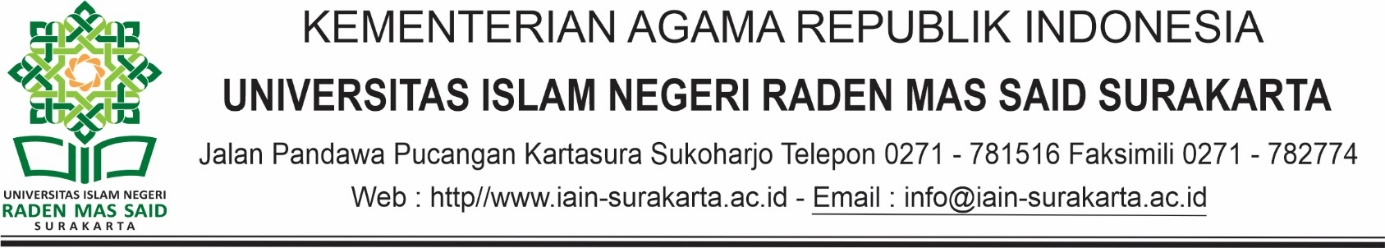 KEMENTERIAN AGAMA REPUBLIK INDONESIA
UNIVERSITAS ISLAM NEGERI RADEN MAS SAID SURAKARTA
Jalan Pandawa Pucangan Kartasura Sukoharjo Telepon 0271 - 781516 Faksimili 0271 - 782774
Web : http//www.iain-surakarta.ac.id - Email : info@iain-surakarta.ac.id
UNIVERSITAS ISLAM NEGERI
RADEN MAS SAID
SURAKARTA